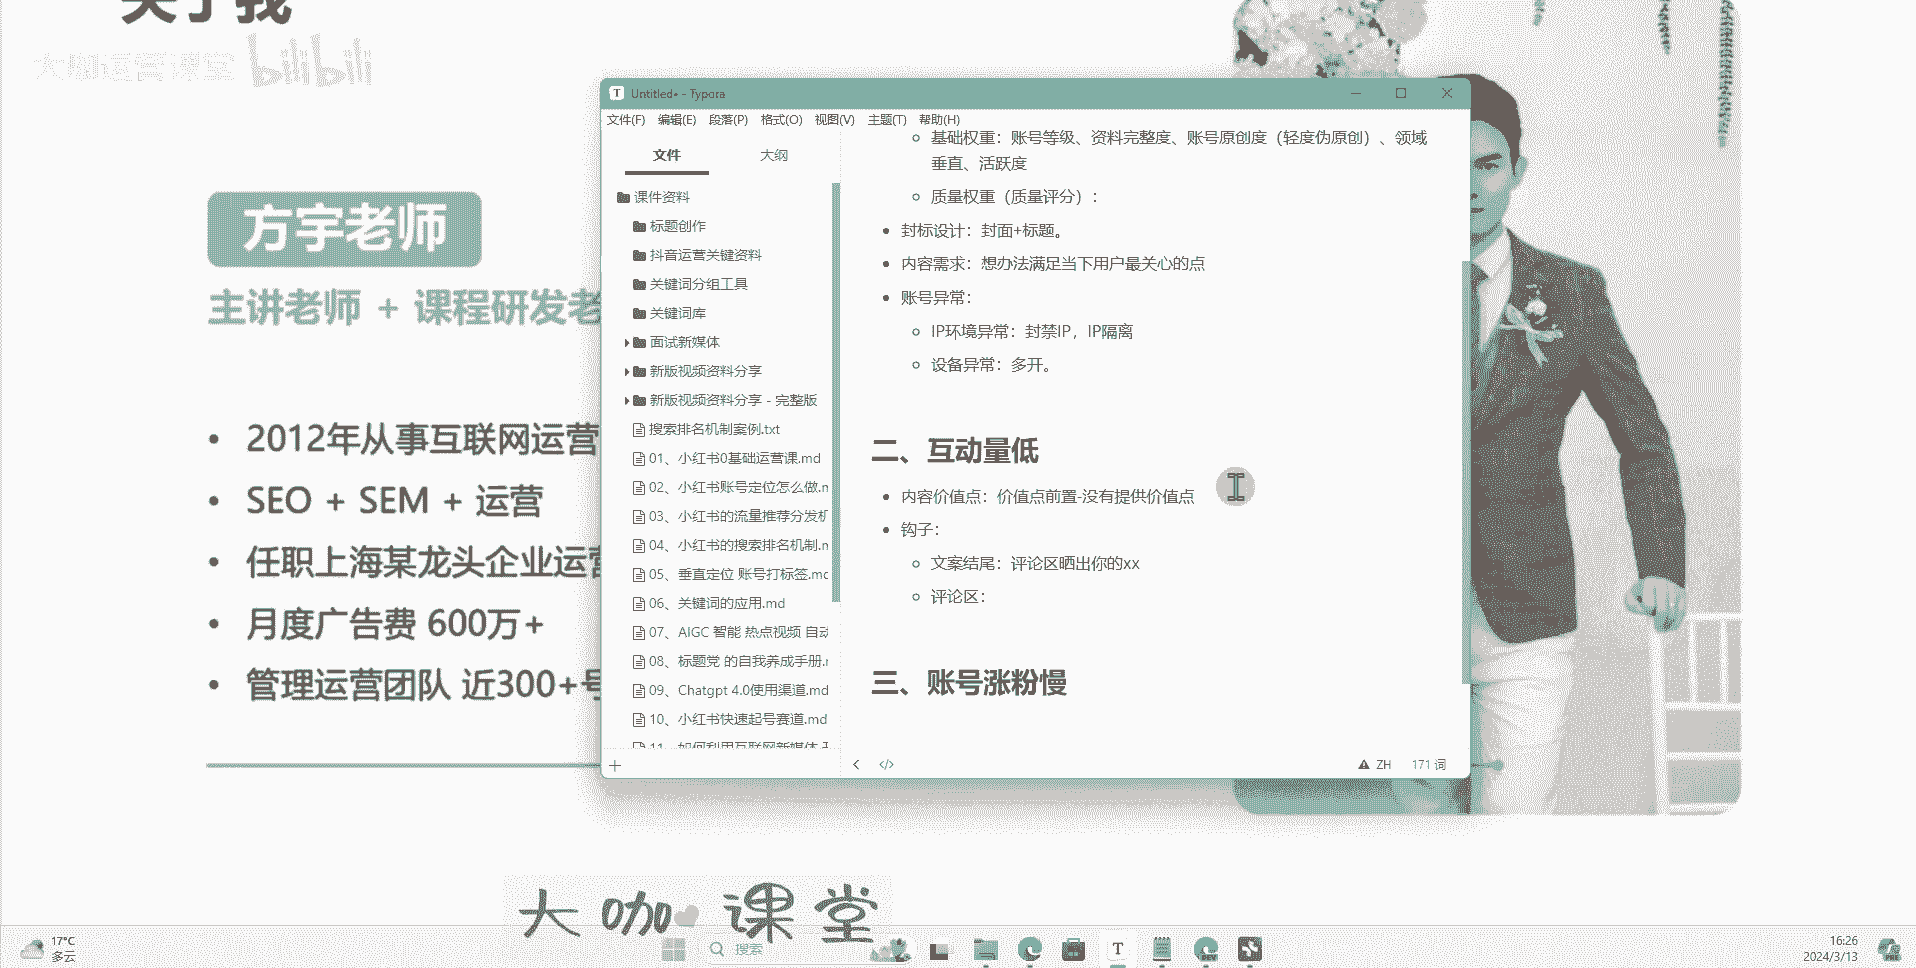 关于我
大咖运营课堂 bilibili
方宇老师
主讲老师 + 课程研发老
2012年从事互联网运营
SEO + SEM + 运营
任职上海某龙头企业运营
月度广告费 600万+
管理运营团队 近300+号
Untitled• - Typora
文件(F) 编辑(E) 段落(P) 格式(O) 视图(V) 主题(T) 帮助(H)
文件 大纲
课件资料
标题创作
抖音运营关键资料
关键词分组工具
关键词库
面试新媒体
新版视频资料分享
新版视频资料分享 - 完整版
搜索排名机制案例.txt
01、小红书0基础运营课.md
02、小红书账号定位怎么做.m
03、小红书的流量推荐分发机
04、小红书的搜索排名机制.m
05、垂直定位 账号打标签.md
06、关键词的应用.md
07、AIGC 智能 热点视频 自动
08、标题党 的自我养成手册.m
09、Chatgpt 4.0使用渠道.md
10、小红书快速起号赛道.md
11、如何利用互联网新媒体
基础权重：账号等级、资料完整度、账号原创度（轻度伪原创）、领域
垂直、活跃度
质量权重（质量评分）：
封标设计：封面+标题。
内容需求：想办法满足当下用户最关心的点
账号异常：
IP环境异常：封禁IP，IP隔离
设备异常：多开。
二、互动量低
内容价值点：价值点前置-没有提供价值点
钩子：
文案结尾：评论区晒出你的xx
评论区：
三、账号涨粉慢
ZH 171 词
大咖课堂
17°C
多云
搜索
16:26
2024/3/13